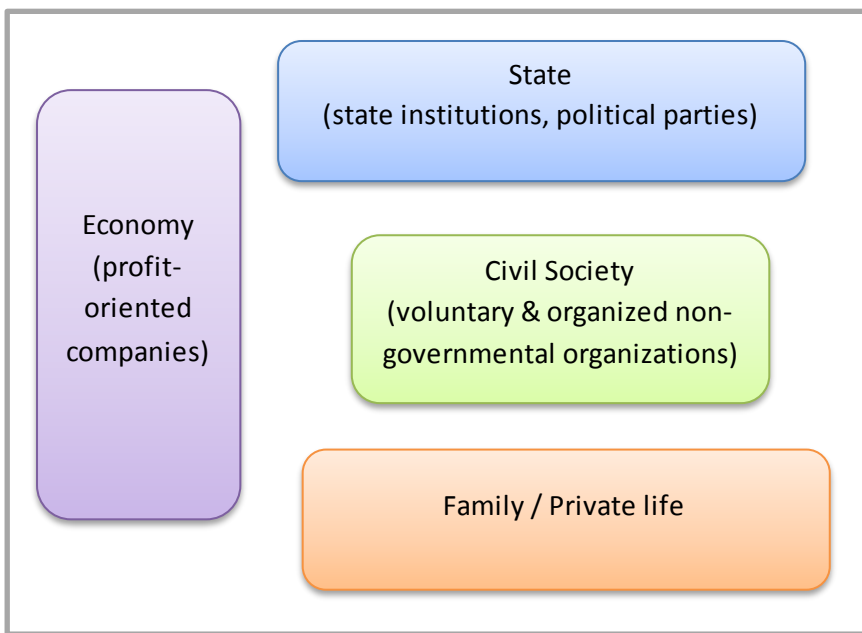 State
(state institutions, political parties)
Economy
(profit-
oriented
companies)
Civil Society
(voluntary & organized non-
governmental organizations)
Family / Private life